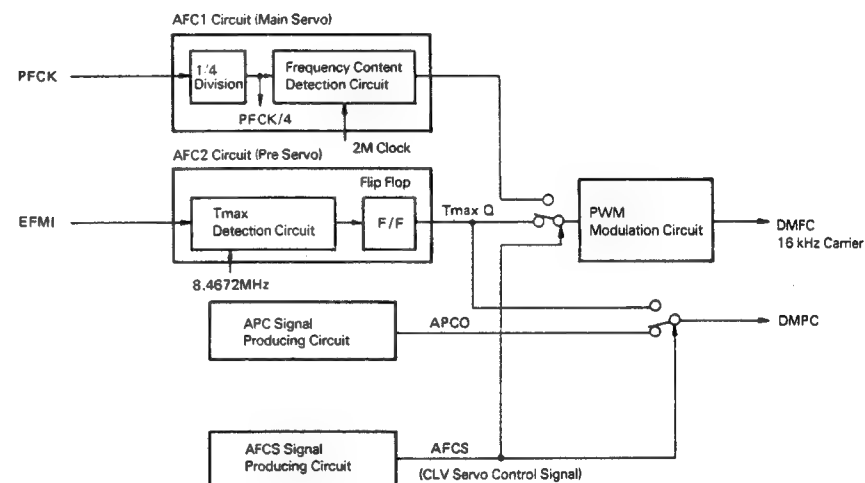 AFC1 Circuit (Main Servo)
PFCK
1/4
Division
Frequency Content
Detection Circuit
PFCK/4
2M Clock
AFC2 Circuit (Pre Servo)
Flip Flop
EFMI
Tmax
Detection Circuit
F/F
Tmax Q
PWM
Modulation Circuit
DMFC
16 kHz Carrier
8.4672MHz
APC Signal
Producing Circuit
APCO
DMPC
AFCS Signal
Producing Circuit
AFCS
(CLV Servo Control Signal)